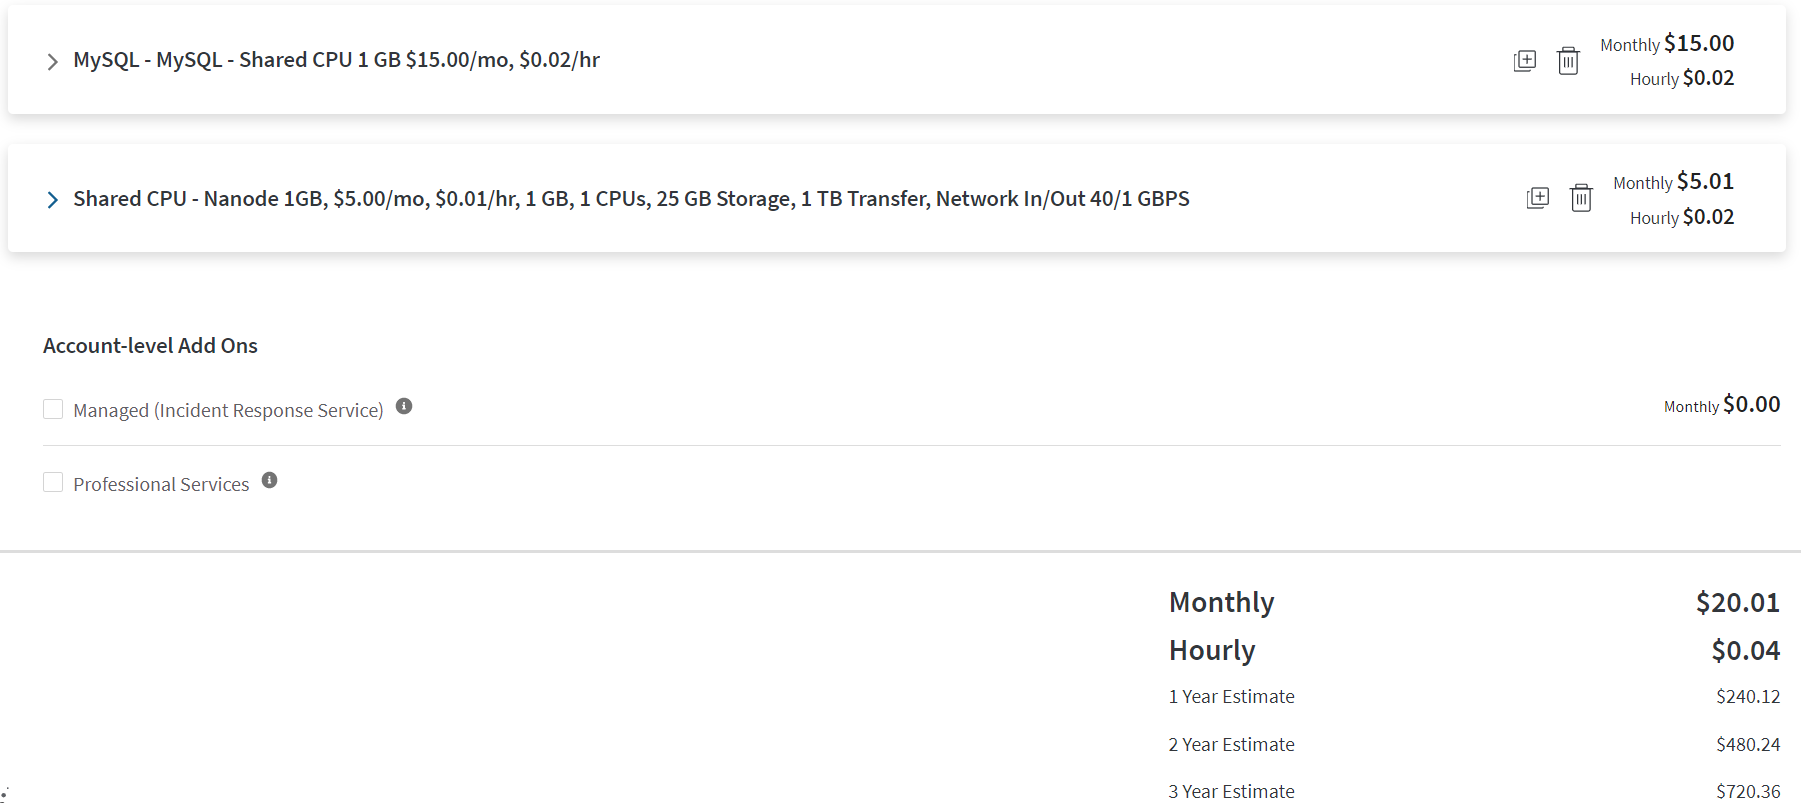 MySQL - MySQL - Shared CPU 1 GB $15.00/mo, $0.02/hr
Monthly $15.00
Hourly $0.02
Shared CPU - Nanode 1GB, $5.00/mo, $0.01/hr, 1 GB, 1 CPUs, 25 GB Storage, 1 TB Transfer, Network In/Out 40/1 GBPS
Monthly $5.01
Hourly $0.02
Account-level Add Ons
Managed (Incident Response Service)
Monthly $0.00
Professional Services
Monthly $20.01
Hourly $0.04
1 Year Estimate $240.12
2 Year Estimate $480.24
3 Year Estimate $720.36